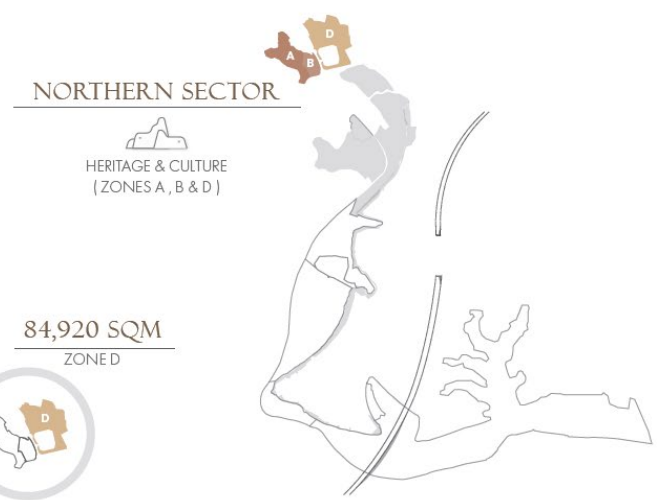 D
A
B
NORTHERN SECTOR
HERITAGE & CULTURE
( ZONES A , B & D )
84,920 SQM
ZONE D
D